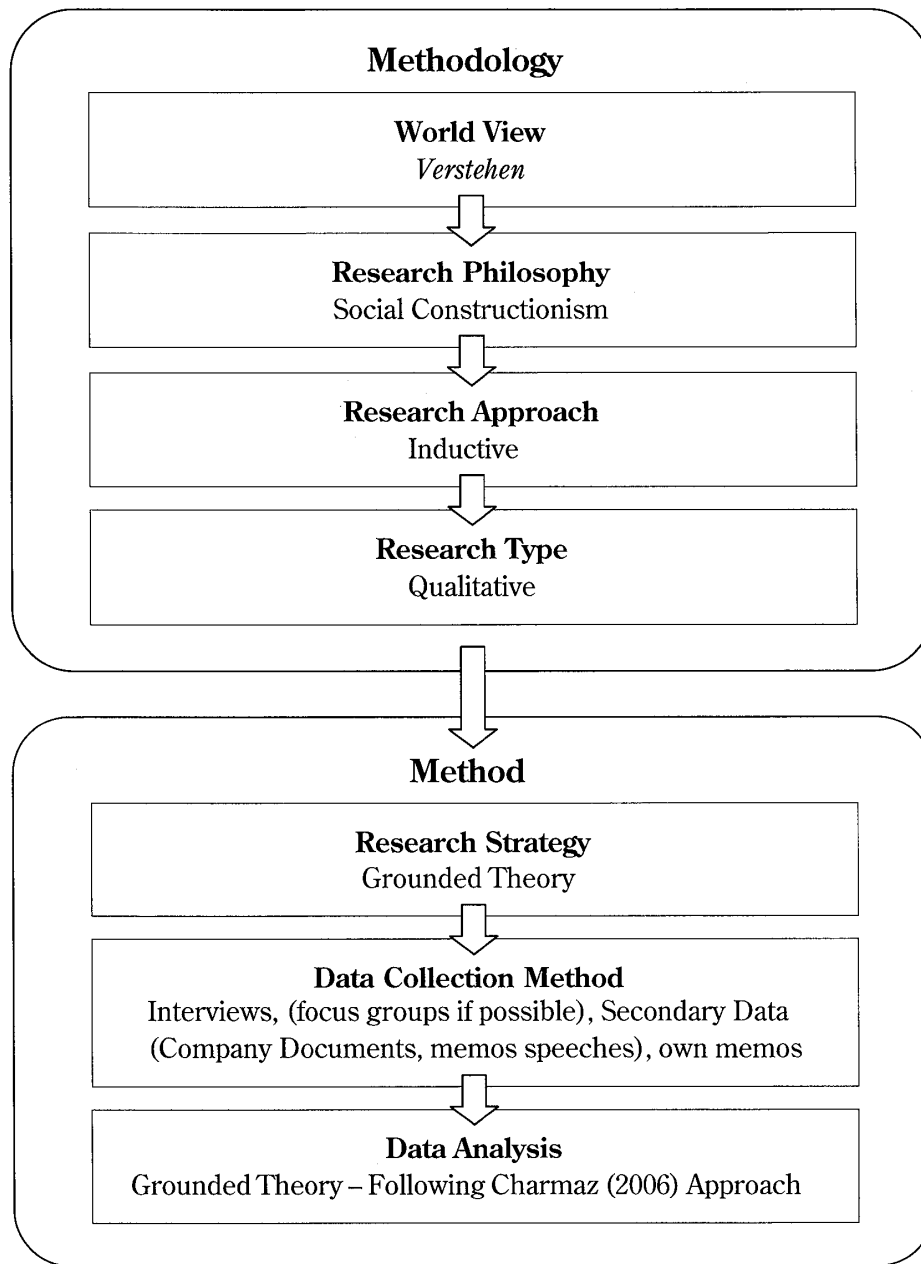 Methodology
World View
Verstehen
Research Philosophy
Social Constructionism
Research Approach
Inductive
Research Type
Qualitative
Method
Research Strategy
Grounded Theory
Data Collection Method
Interviews, (focus groups if possible), Secondary Data
(Company Documents, memos speeches), own memos
Data Analysis
Grounded Theory – Following Charmaz (2006) Approach